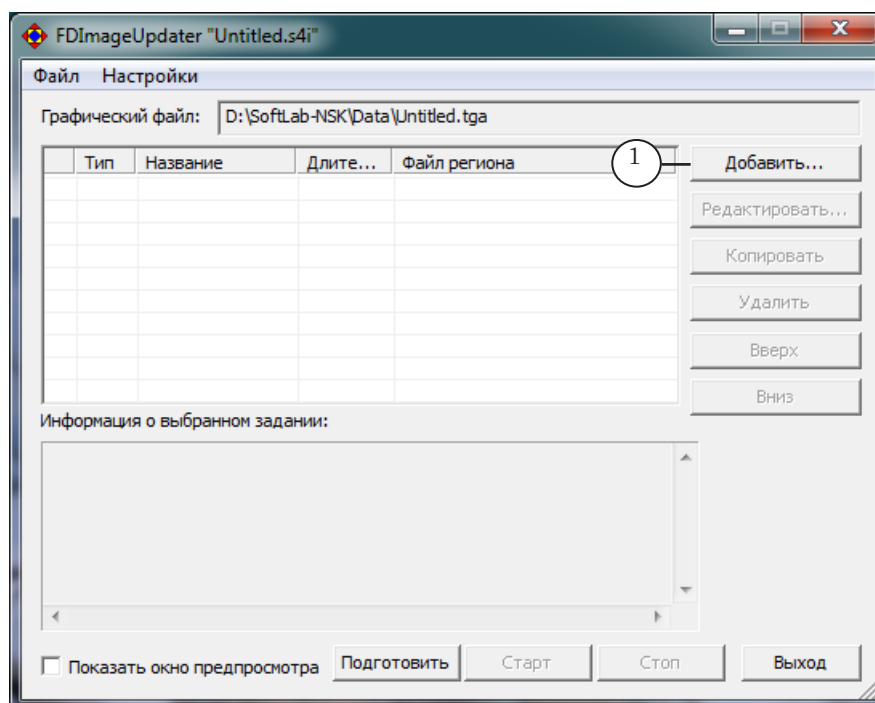 FDImageUpdater "Untitled.s4i"
Файл Настройки
Графический файл: D:\SoftLab-NSK\Data\Untitled.tga
Тип Название Длите... Файл региона
1
Добавить...
Редактировать...
Копировать
Удалить
Вверх
Вниз
Информация о выбранном задании:
Показать окно предпросмотра Подготовить Старт Стоп Выход